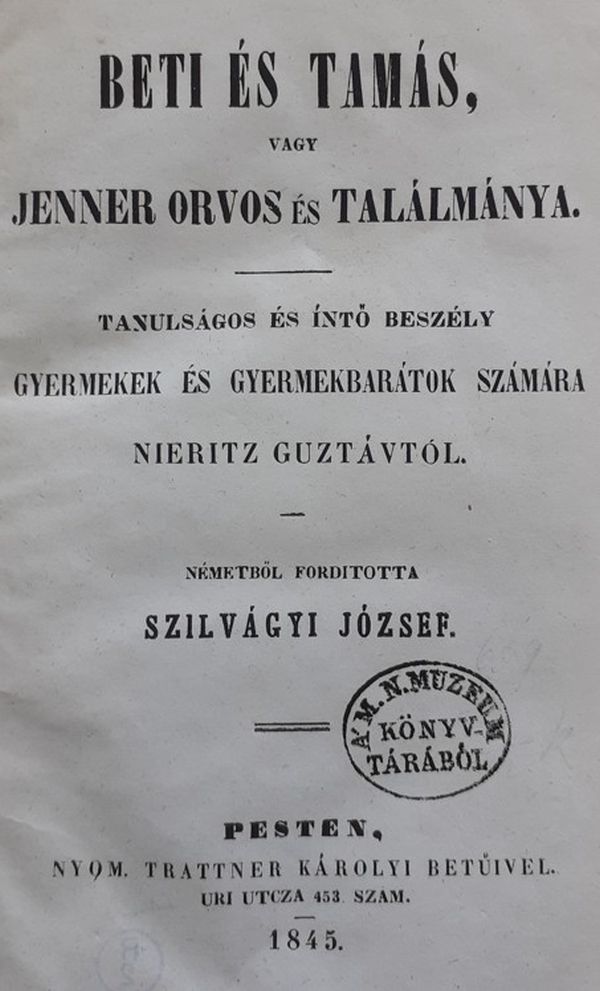 BETI ÉS TAMÁS,
VAGY
JENNER ORVOS ÉS TALÁLMÁNYA.
TANULSÁGOS ÉS ÍNTŐ BESZÉLY
GYERMEKEK ÉS GYERMEKBARÁTOK SZÁMÁRA
NIERITZ GUZTÁVTÓL.
NÉMETBŐL FORDITOTTA
SZILVÁGYI JÓZSEF.
A' M. N. MUZEUM
KÖNYV-
TÁRÁBÓL
PESTEN,
NYOM. TRATTNER KÁROLYI BETŰIVEL.
URI UTCZA 453. SZAM.
1845.